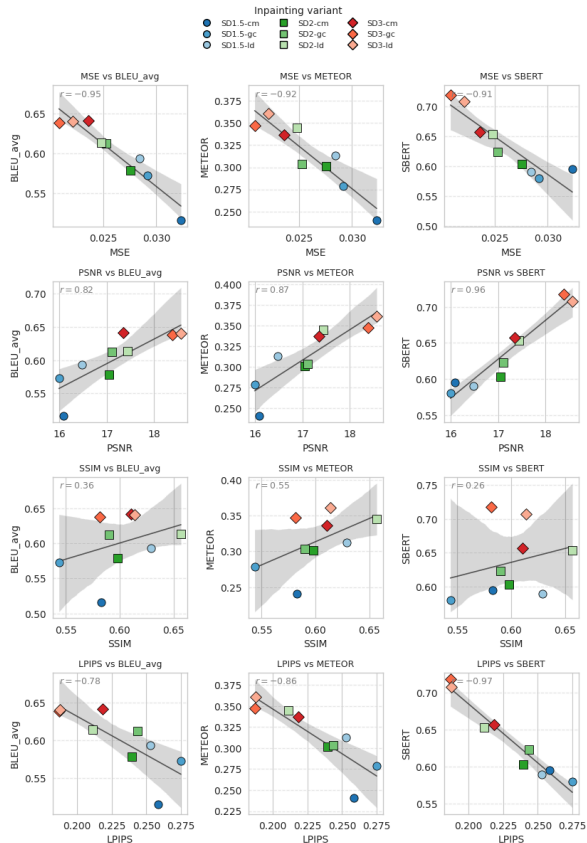 Inpainting variant
SD1.5-cm SD2-cm SD3-cm
SD1.5-gc SD2-gc SD3-gc
SD1.5-ld SD2-ld SD3-ld
MSE vs BLEU_avg
r = −0.95
BLEU_avg
0.65
0.60
0.55
0.025 0.030
MSE
MSE vs METEOR
r = −0.92
METEOR
0.375
0.350
0.325
0.300
0.275
0.250
0.025 0.030
MSE
MSE vs SBERT
r = −0.91
SBERT
0.70
0.65
0.60
0.55
0.50
0.025 0.030
MSE
PSNR vs BLEU_avg
r = 0.82
BLEU_avg
0.70
0.65
0.60
0.55
16 17 18
PSNR
PSNR vs METEOR
r = 0.87
METEOR
0.400
0.350
0.300
0.250
16 17 18
PSNR
PSNR vs SBERT
r = 0.96
SBERT
0.70
0.65
0.60
0.55
16 17 18
PSNR
SSIM vs BLEU_avg
r = 0.36
BLEU_avg
0.65
0.60
0.55
0.50
0.55 0.60 0.65
SSIM
SSIM vs METEOR
r = 0.55
METEOR
0.40
0.35
0.30
0.25
0.55 0.60 0.65
SSIM
SSIM vs SBERT
r = 0.26
SBERT
0.75
0.70
0.65
0.60
0.55 0.60 0.65
SSIM
LPIPS vs BLEU_avg
r = −0.78
BLEU_avg
0.65
0.60
0.55
0.200 0.225 0.250 0.275
LPIPS
LPIPS vs METEOR
r = −0.86
METEOR
0.375
0.350
0.325
0.300
0.275
0.250
0.225
0.200 0.225 0.250 0.275
LPIPS
LPIPS vs SBERT
r = −0.97
SBERT
0.70
0.65
0.60
0.55
0.200 0.225 0.250 0.275
LPIPS